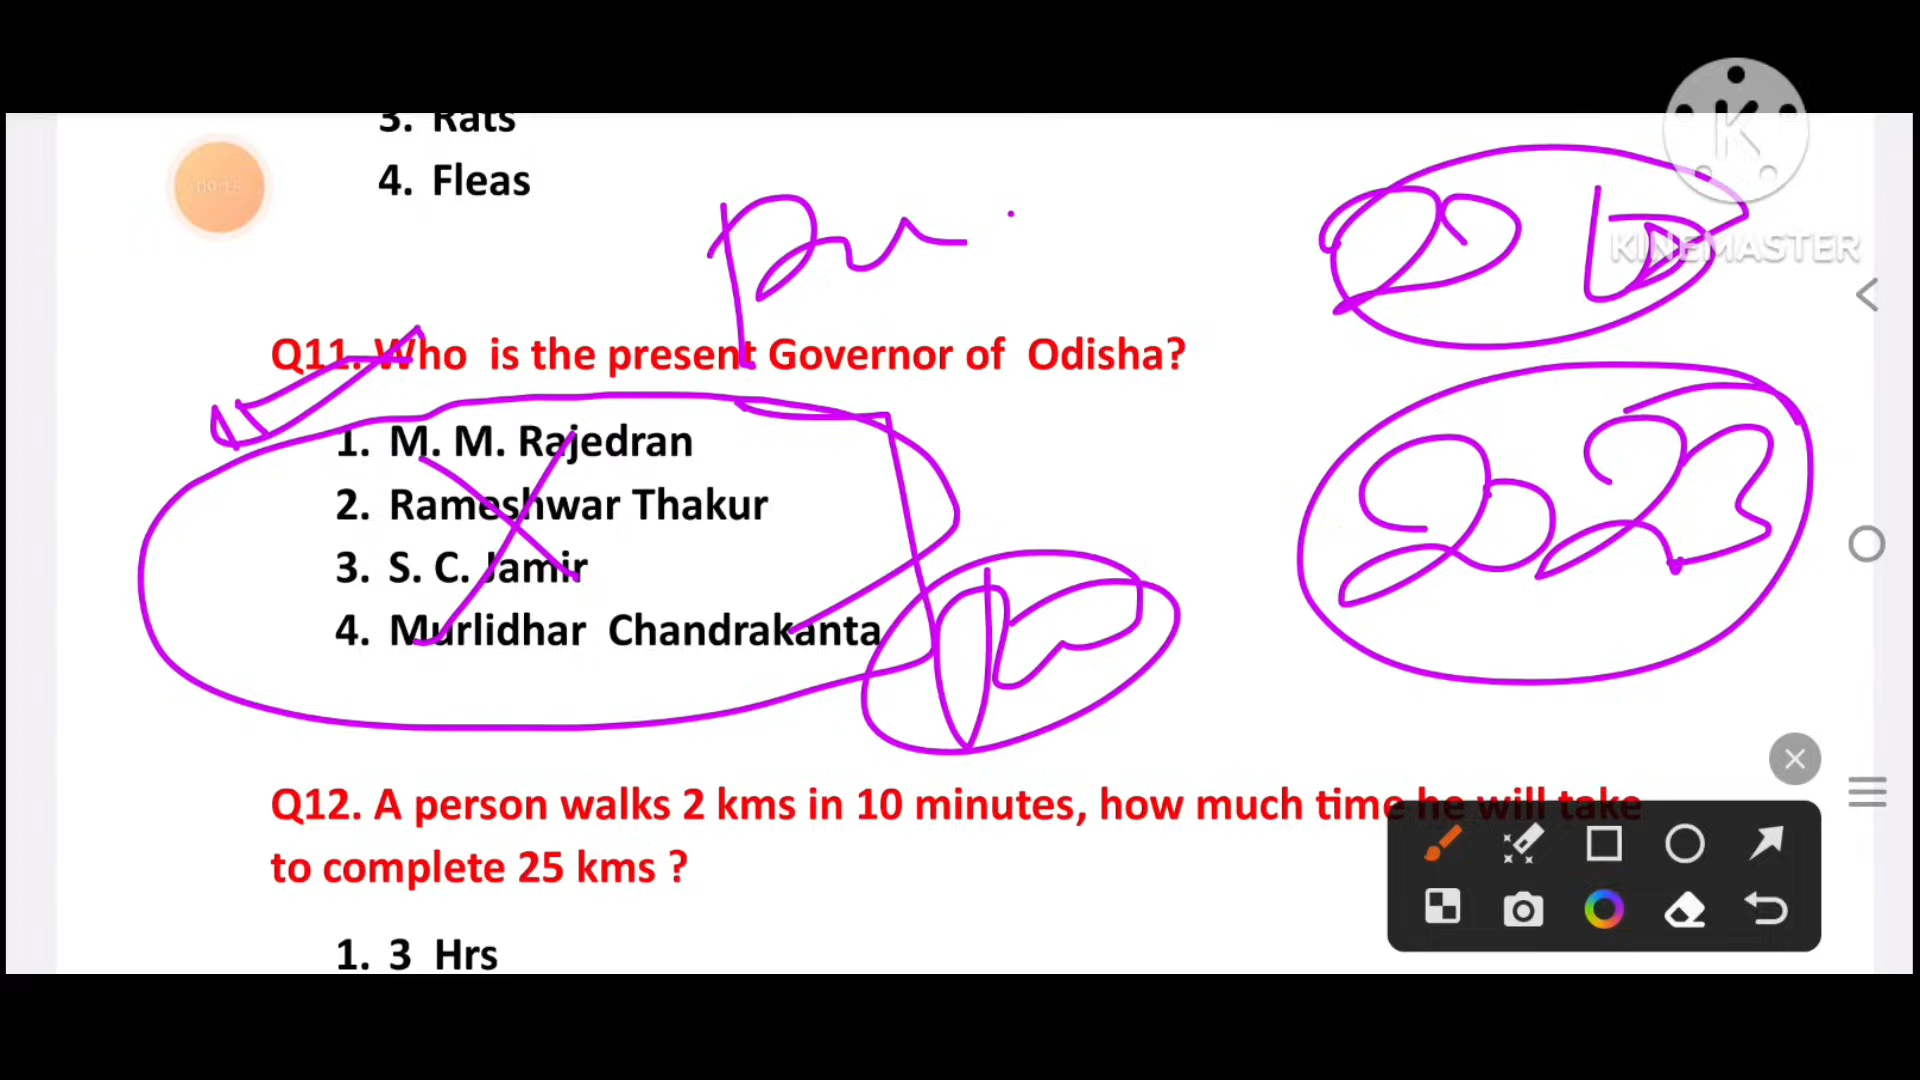 3. Rats
4. Fleas
KINEMASTER
Q11. Who is the present Governor of Odisha?
1. M. M. Rajedran
2. Rameshwar Thakur
3. S. C. Jamir
4. Murlidhar Chandrakanta
2023
Q12. A person walks 2 kms in 10 minutes, how much time he will take
to complete 25 kms ?
1. 3 Hrs